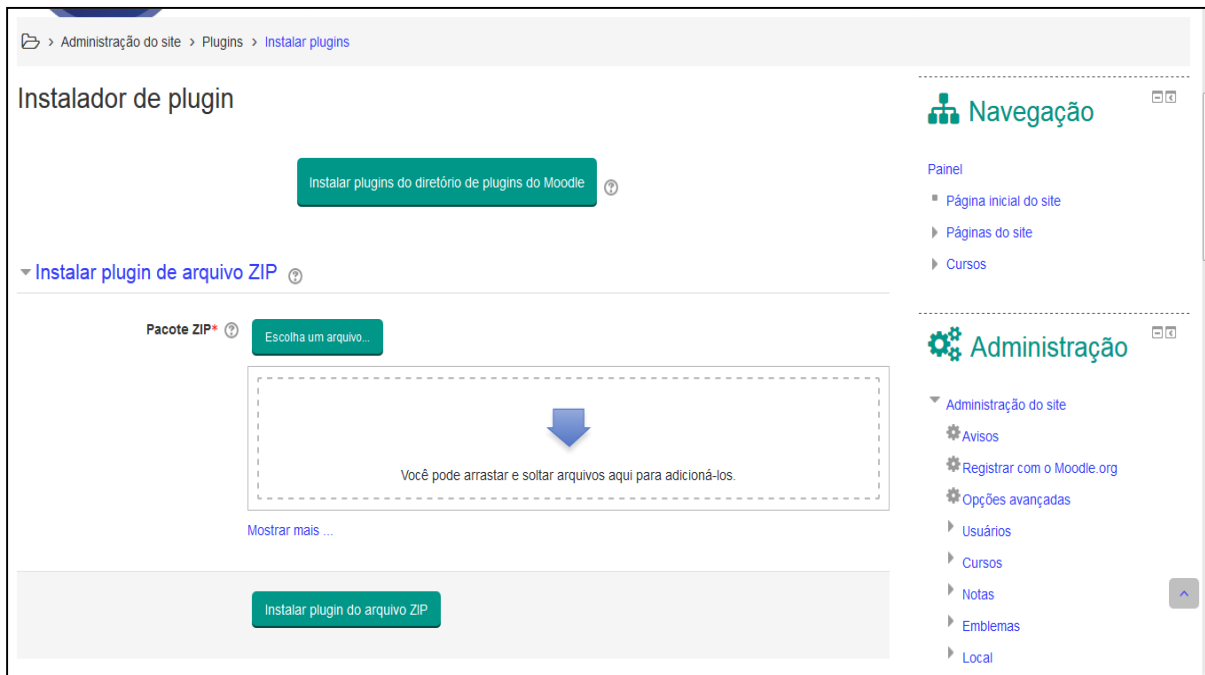 > Administração do site > Plugins > Instalar plugins
Instalador de plugin
Instalar plugins do diretório de plugins do Moodle
Instalar plugin de arquivo ZIP
Pacote ZIP*
Escolha um arquivo...
Você pode arrastar e soltar arquivos aqui para adicioná-los.
Mostrar mais ...
Instalar plugin do arquivo ZIP
Navegação
Painel
Página inicial do site
Páginas do site
Cursos
Administração
Administração do site
Avisos
Registrar com o Moodle.org
Opções avançadas
Usuários
Cursos
Notas
Emblemas
Local